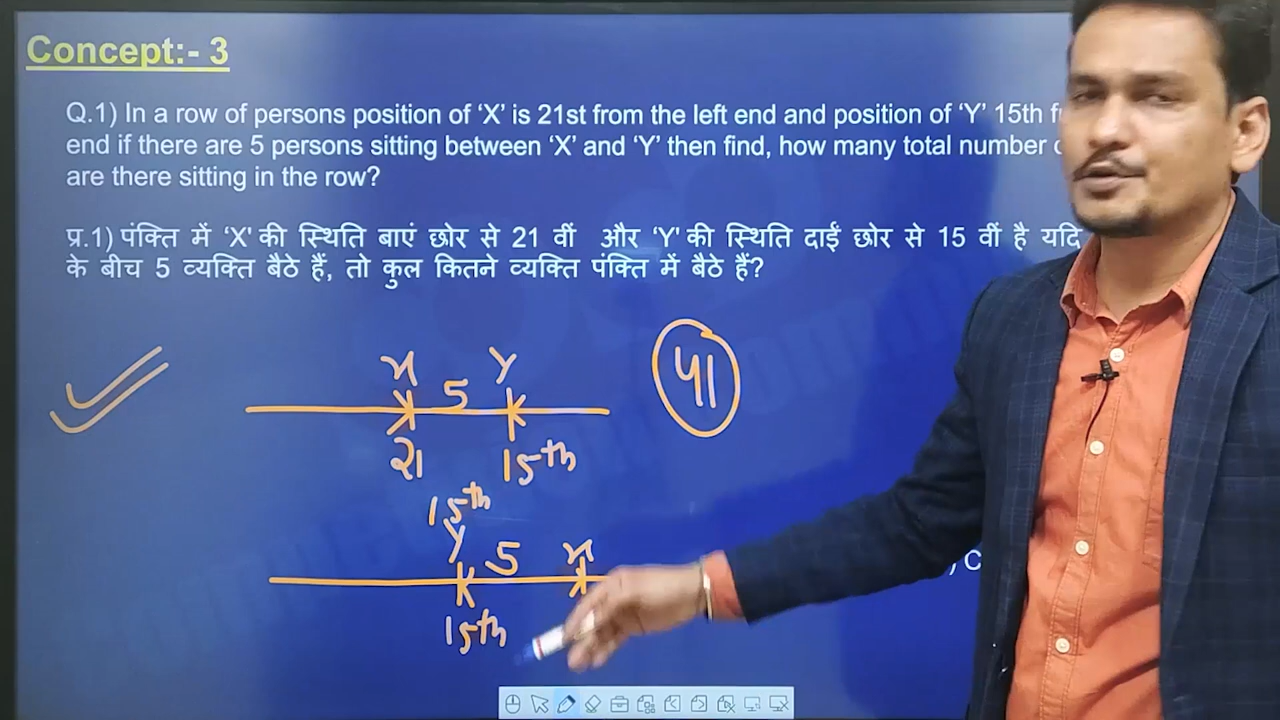 Concept:- 3
Q.1) In a row of persons position of ‘X’ is 21st from the left end and position of ‘Y’ 15th
end if there are 5 persons sitting between ‘X’ and ‘Y’ then find, how many total number
are there sitting in the row?
प्र.1) पंक्ति में ‘X’ की स्थिति बाएं छोर से 21 वीं और ‘Y’ की स्थिति दाईं छोर से 15 वीं है यदि
के बीच 5 व्यक्ति बैठे हैं, तो कुल कितने व्यक्ति पंक्ति में बैठे हैं?
X 5 Y
21 15th
41
15th
Y 5 X
15th